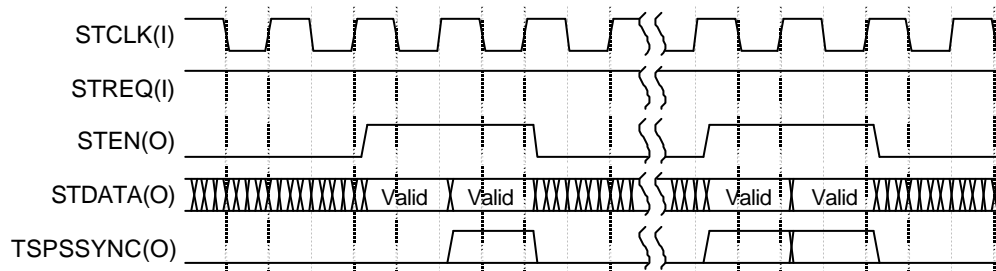 STCLK(I)
STREQ(I)
STEN(O)
STDATA(O)
Valid
Valid
Valid
Valid
TSPSSYNC(O)